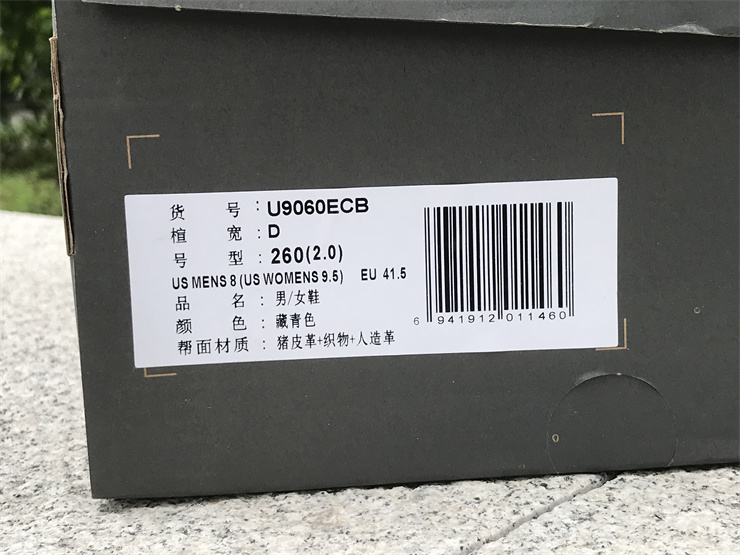 货 号 : U9060ECB
楦 宽 : D
号 型 : 260(2.0)
US MENS 8 (US WOMENS 9.5) EU 41.5
品 名 : 男/女鞋
颜 色 : 藏青色
帮面材质 : 猪皮革+织物+人造革
6 941912 011460
0